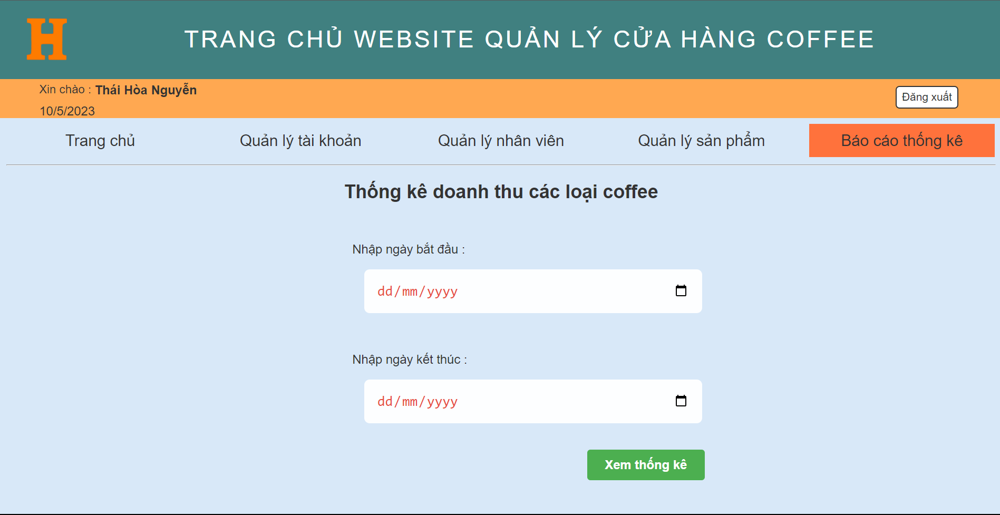 H
TRANG CHỦ WEBSITE QUẢN LÝ CỬA HÀNG COFFEE
Xin chào : Thái Hòa Nguyễn
Đăng xuất
10/5/2023
Trang chủ Quản lý tài khoản Quản lý nhân viên Quản lý sản phẩm Báo cáo thống kê
Thống kê doanh thu các loại coffee
Nhập ngày bắt đầu :
dd/mm/yyyy
Nhập ngày kết thúc :
dd/mm/yyyy
Xem thống kê